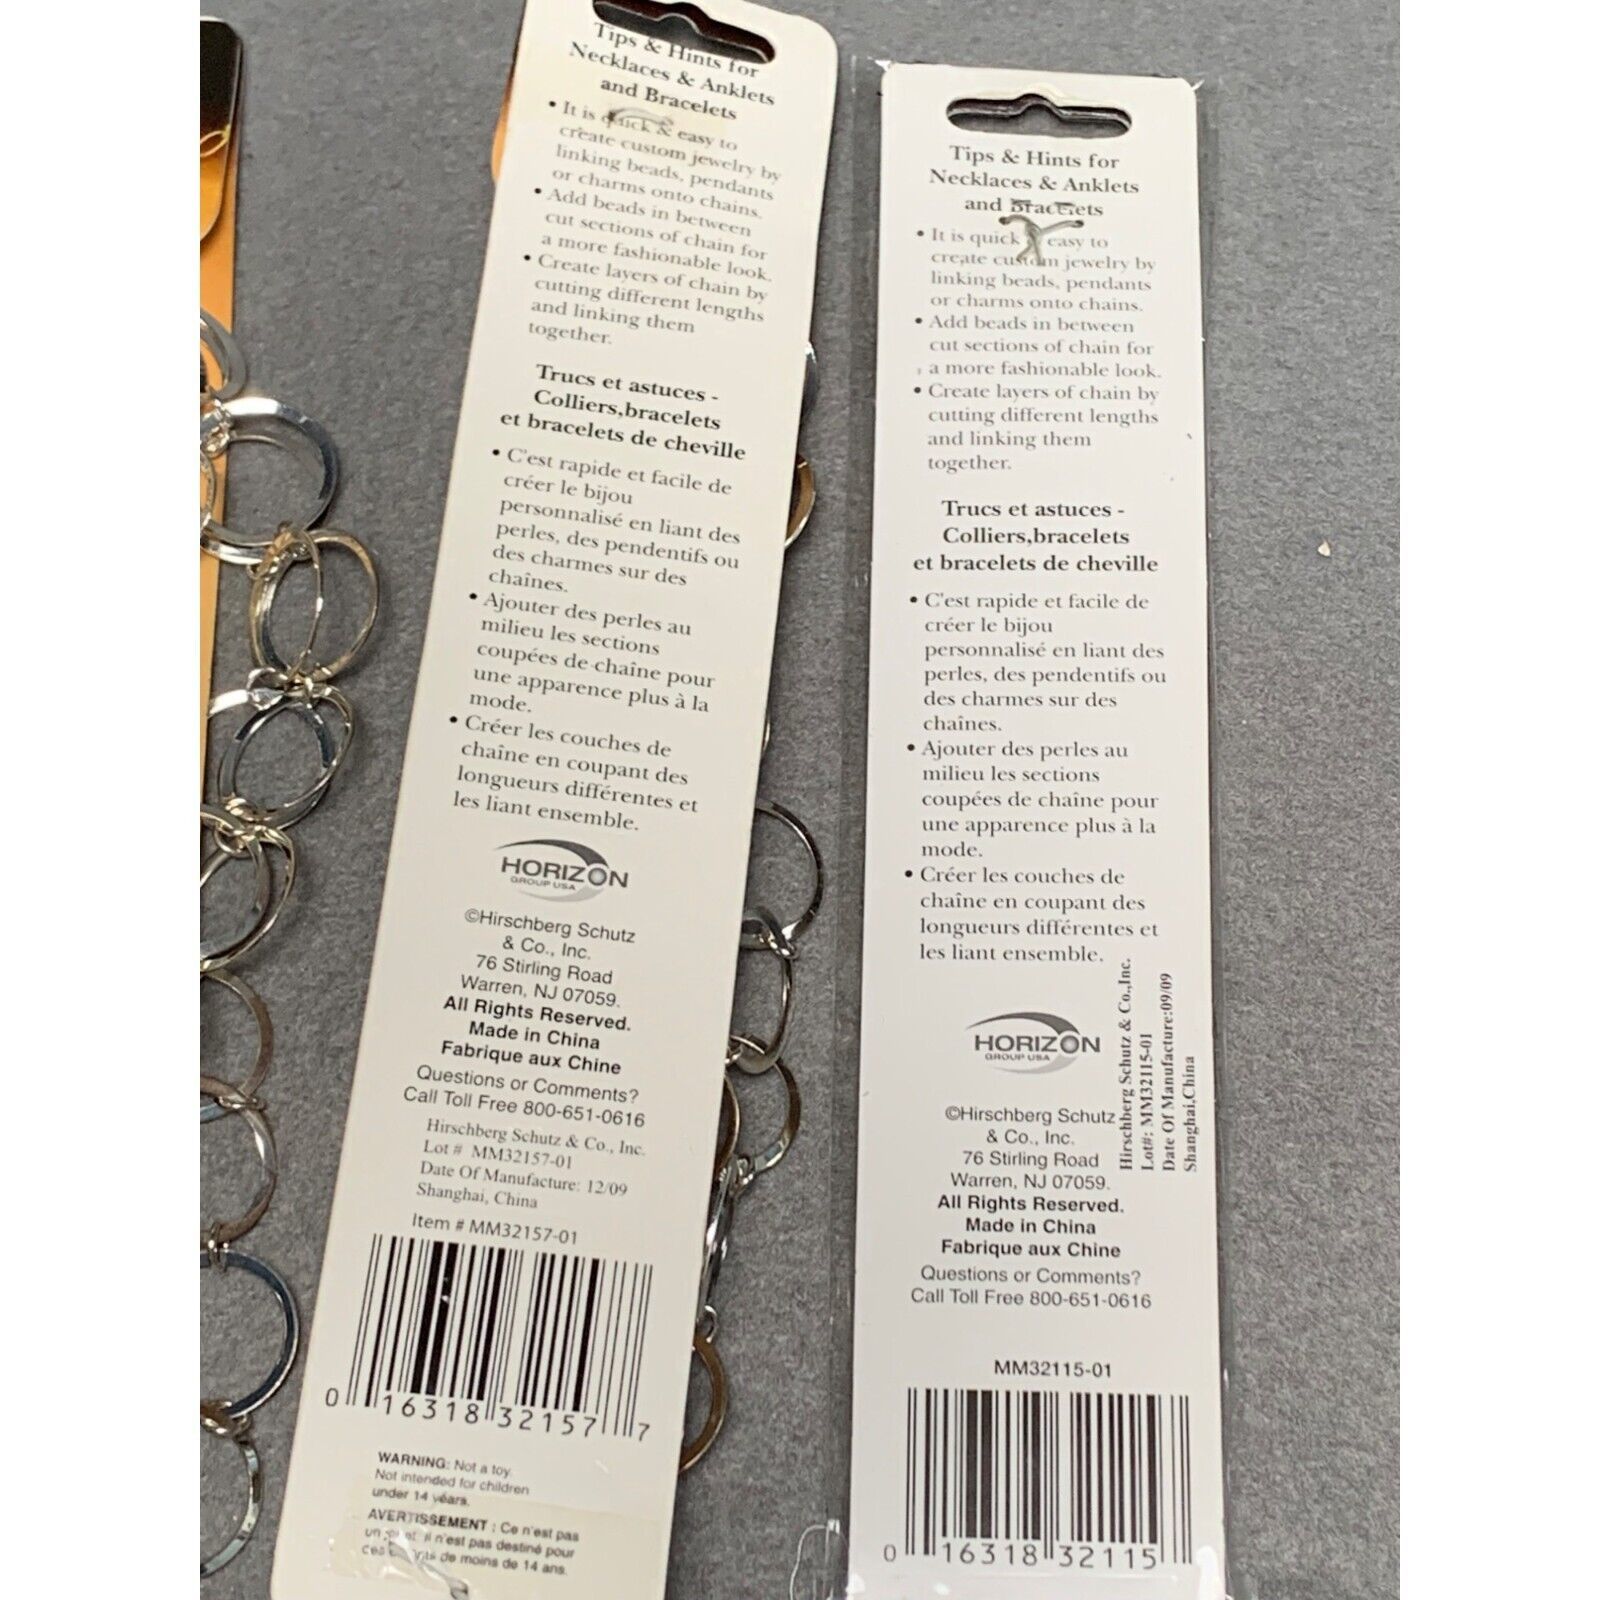 Tips & Hints for
Necklaces & Anklets
and Bracelets
• It is quick & easy to
create custom jewelry by
linking beads, pendants
or charms onto chains.
• Add beads in between
cut sections of chain for
a more fashionable look.
• Create layers of chain by
cutting different lengths
and linking them
together.
Trucs et astuces -
Colliers,bracelets
et bracelets de cheville
• C'est rapide et facile de
créer le bijou
personnalisé en liant des
perles, des pendentifs ou
des charmes sur des
chaînes.
• Ajouter des perles au
milieu les sections
coupées de chaîne pour
une apparence plus à la
mode.
• Créer les couches de
chaîne en coupant des
longueurs différentes et
les liant ensemble.
HORIZON
GROUP USA
©Hirschberg Schutz
& Co., Inc.
76 Stirling Road
Warren, NJ 07059.
All Rights Reserved.
Made in China
Fabrique aux Chine
Questions or Comments?
Call Toll Free 800-651-0616
Hirschberg Schutz & Co., Inc.
Lot # MM32157-01
Date Of Manufacture: 12/09
Shanghai, China
Item # MM32157-01
0 16318 32157 7
WARNING: Not a toy.
Not intended for children
under 14 years.
AVERTISSEMENT : Ce n'est pas
un il n'est pas destiné pour
de moins de 14 ans.
Tips & Hints for
Necklaces & Anklets
and Bracelets
• It is quick easy to
create custom jewelry by
linking beads, pendants
or charms onto chains.
• Add beads in between
cut sections of chain for
a more fashionable look.
• Create layers of chain by
cutting different lengths
and linking them
together.
Trucs et astuces -
Colliers,bracelets
et bracelets de cheville
• C'est rapide et facile de
créer le bijou
personnalisé en liant des
perles, des pendentifs ou
des charmes sur des
chaînes.
• Ajouter des perles au
milieu les sections
coupées de chaîne pour
une apparence plus à la
mode.
• Créer les couches de
chaîne en coupant des
longueurs différentes et
les liant ensemble.
HORIZON
GROUP USA
©Hirschberg Schutz
& Co., Inc.
76 Stirling Road
Warren, NJ 07059.
All Rights Reserved.
Made in China
Fabrique aux Chine
Questions or Comments?
Call Toll Free 800-651-0616
Hirschberg Schutz & Co.,Inc.
Lot#: MM32115-01
Date Of Manufacture:09/09
Shanghai,China
MM32115-01
0 16318 32115